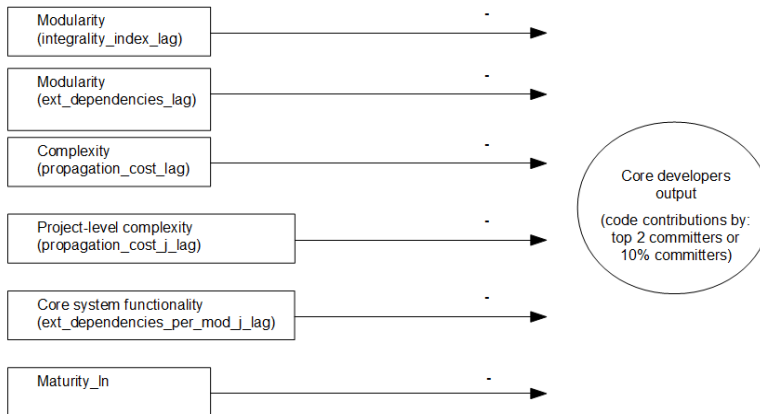 Modularity
(integrality_index_lag)
-
Modularity
(ext_dependencies_lag)
-
Complexity
(propagation_cost_lag)
-
Project-level complexity
(propagation_cost_j_lag)
-
Core system functionality
(ext_dependencies_per_mod_j_lag)
-
Maturity_ln
-
Core developers
output
(code contributions by:
top 2 committers or
10% committers)